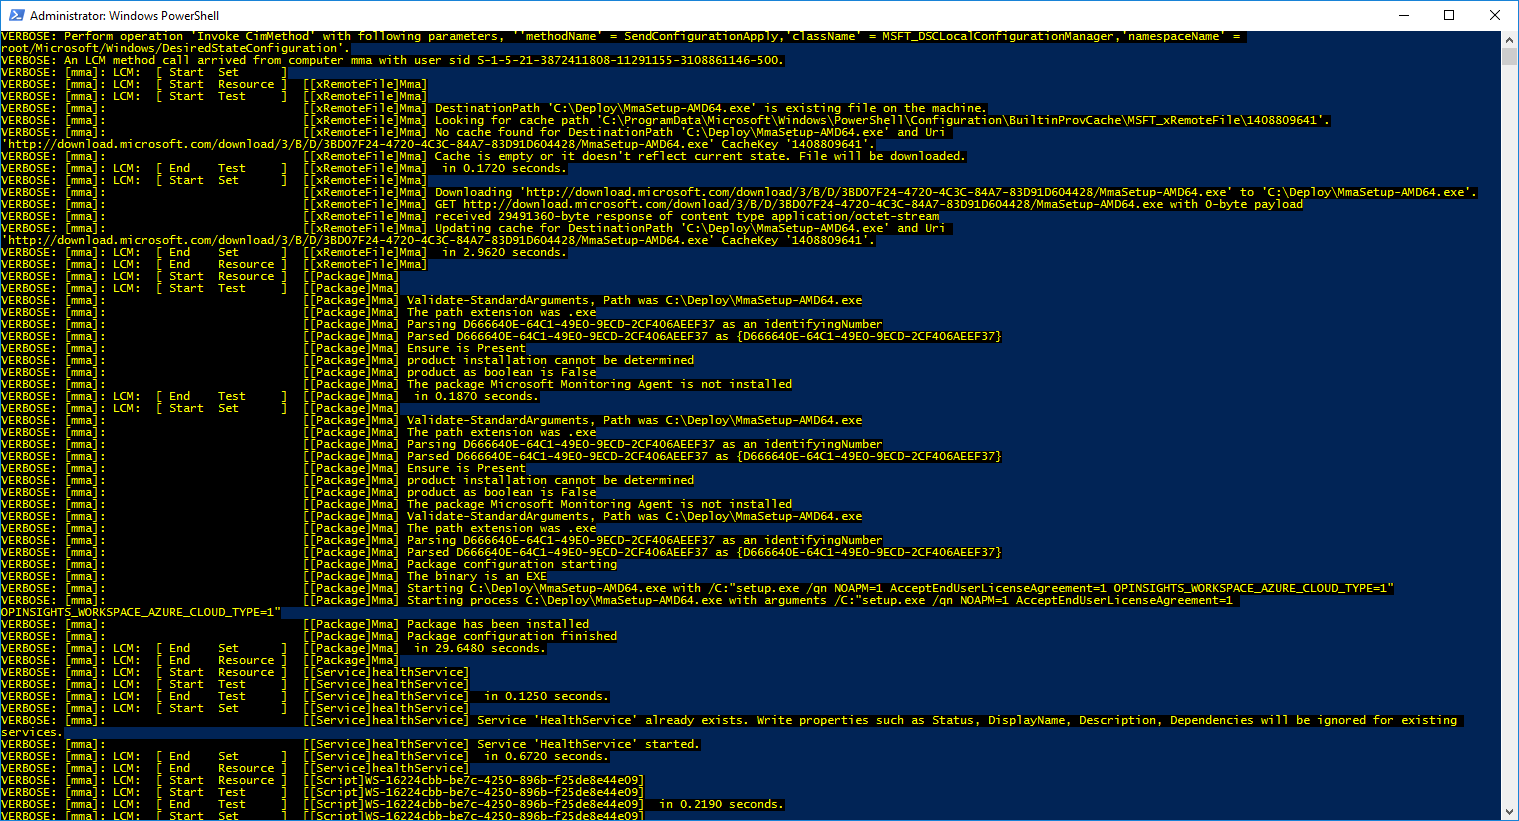 Administrator: Windows PowerShell
VERBOSE: Perform operation 'Invoke CimMethod' with following parameters, ''methodName' = SendConfigurationApply,'className' = MSFT_DSCLocalConfigurationManager,'namespaceName' =
root/Microsoft/Windows/DesiredStateConfiguration'.
VERBOSE: An LCM method call arrived from computer mma with user sid S-1-5-21-3872411808-11291155-3108861146-500.
VERBOSE: [mma]: LCM:  [ Start  Set      ]
VERBOSE: [mma]: LCM:  [ Start  Resource ]  [[xRemoteFile]Mma]
VERBOSE: [mma]: LCM:  [ Start  Test     ]  [[xRemoteFile]Mma]
VERBOSE: [mma]:                            [[xRemoteFile]Mma] DestinationPath 'C:\Deploy\MmaSetup-AMD64.exe' is existing file on the machine.
VERBOSE: [mma]:                            [[xRemoteFile]Mma] Looking for cache path 'C:\ProgramData\Microsoft\Windows\PowerShell\Configuration\BuiltinProvCache\MSFT_xRemoteFile\1408809641'.
VERBOSE: [mma]:                            [[xRemoteFile]Mma] No cache found for DestinationPath 'C:\Deploy\MmaSetup-AMD64.exe' and Uri
'http://download.microsoft.com/download/3/B/D/3BD07F24-4720-4C3C-84A7-83D91D604428/MmaSetup-AMD64.exe' CacheKey '1408809641'.
VERBOSE: [mma]:                            [[xRemoteFile]Mma] Cache is empty or it doesn't reflect current state. File will be downloaded.
VERBOSE: [mma]: LCM:  [ End    Test     ]  [[xRemoteFile]Mma]  in 0.1720 seconds.
VERBOSE: [mma]: LCM:  [ Start  Set      ]  [[xRemoteFile]Mma]
VERBOSE: [mma]:                            [[xRemoteFile]Mma] Downloading 'http://download.microsoft.com/download/3/B/D/3BD07F24-4720-4C3C-84A7-83D91D604428/MmaSetup-AMD64.exe' to 'C:\Deploy\MmaSetup-AMD64.exe'.
VERBOSE: [mma]:                            [[xRemoteFile]Mma] GET http://download.microsoft.com/download/3/B/D/3BD07F24-4720-4C3C-84A7-83D91D604428/MmaSetup-AMD64.exe with 0-byte payload
VERBOSE: [mma]:                            [[xRemoteFile]Mma] received 29491360-byte response of content type application/octet-stream
VERBOSE: [mma]:                            [[xRemoteFile]Mma] Updating cache for DestinationPath 'C:\Deploy\MmaSetup-AMD64.exe' and Uri
'http://download.microsoft.com/download/3/B/D/3BD07F24-4720-4C3C-84A7-83D91D604428/MmaSetup-AMD64.exe' CacheKey '1408809641'.
VERBOSE: [mma]: LCM:  [ End    Set      ]  [[xRemoteFile]Mma]  in 2.9620 seconds.
VERBOSE: [mma]: LCM:  [ End    Resource ]  [[xRemoteFile]Mma]
VERBOSE: [mma]: LCM:  [ Start  Resource ]  [[Package]Mma]
VERBOSE: [mma]: LCM:  [ Start  Test     ]  [[Package]Mma]
VERBOSE: [mma]:                            [[Package]Mma] Validate-StandardArguments, Path was C:\Deploy\MmaSetup-AMD64.exe
VERBOSE: [mma]:                            [[Package]Mma] The path extension was .exe
VERBOSE: [mma]:                            [[Package]Mma] Parsing D666640E-64C1-49E0-9ECD-2CF406AEEF37 as an identifyingNumber
VERBOSE: [mma]:                            [[Package]Mma] Parsed D666640E-64C1-49E0-9ECD-2CF406AEEF37 as {D666640E-64C1-49E0-9ECD-2CF406AEEF37}
VERBOSE: [mma]:                            [[Package]Mma] Ensure is Present
VERBOSE: [mma]:                            [[Package]Mma] product installation cannot be determined
VERBOSE: [mma]:                            [[Package]Mma] product as boolean is False
VERBOSE: [mma]:                            [[Package]Mma] The package Microsoft Monitoring Agent is not installed
VERBOSE: [mma]: LCM:  [ End    Test     ]  [[Package]Mma]  in 0.1870 seconds.
VERBOSE: [mma]: LCM:  [ Start  Set      ]  [[Package]Mma]
VERBOSE: [mma]:                            [[Package]Mma] Validate-StandardArguments, Path was C:\Deploy\MmaSetup-AMD64.exe
VERBOSE: [mma]:                            [[Package]Mma] The path extension was .exe
VERBOSE: [mma]:                            [[Package]Mma] Parsing D666640E-64C1-49E0-9ECD-2CF406AEEF37 as an identifyingNumber
VERBOSE: [mma]:                            [[Package]Mma] Parsed D666640E-64C1-49E0-9ECD-2CF406AEEF37 as {D666640E-64C1-49E0-9ECD-2CF406AEEF37}
VERBOSE: [mma]:                            [[Package]Mma] Ensure is Present
VERBOSE: [mma]:                            [[Package]Mma] product installation cannot be determined
VERBOSE: [mma]:                            [[Package]Mma] product as boolean is False
VERBOSE: [mma]:                            [[Package]Mma] The package Microsoft Monitoring Agent is not installed
VERBOSE: [mma]:                            [[Package]Mma] Validate-StandardArguments, Path was C:\Deploy\MmaSetup-AMD64.exe
VERBOSE: [mma]:                            [[Package]Mma] The path extension was .exe
VERBOSE: [mma]:                            [[Package]Mma] Parsing D666640E-64C1-49E0-9ECD-2CF406AEEF37 as an identifyingNumber
VERBOSE: [mma]:                            [[Package]Mma] Parsed D666640E-64C1-49E0-9ECD-2CF406AEEF37 as {D666640E-64C1-49E0-9ECD-2CF406AEEF37}
VERBOSE: [mma]:                            [[Package]Mma] Package configuration starting
VERBOSE: [mma]:                            [[Package]Mma] The binary is an EXE
VERBOSE: [mma]:                            [[Package]Mma] Starting C:\Deploy\MmaSetup-AMD64.exe with /C:"setup.exe /qn NOAPM=1 AcceptEndUserLicenseAgreement=1 OPINSIGHTS_WORKSPACE_AZURE_CLOUD_TYPE=1"
VERBOSE: [mma]:                            [[Package]Mma] Starting process C:\Deploy\MmaSetup-AMD64.exe with arguments /C:"setup.exe /qn NOAPM=1 AcceptEndUserLicenseAgreement=1
OPINSIGHTS_WORKSPACE_AZURE_CLOUD_TYPE=1"
VERBOSE: [mma]:                            [[Package]Mma] Package has been installed
VERBOSE: [mma]:                            [[Package]Mma] Package configuration finished
VERBOSE: [mma]: LCM:  [ End    Set      ]  [[Package]Mma]  in 29.6480 seconds.
VERBOSE: [mma]: LCM:  [ End    Resource ]  [[Package]Mma]
VERBOSE: [mma]: LCM:  [ Start  Resource ]  [[Service]healthService]
VERBOSE: [mma]: LCM:  [ Start  Test     ]  [[Service]healthService]
VERBOSE: [mma]: LCM:  [ End    Test     ]  [[Service]healthService]  in 0.1250 seconds.
VERBOSE: [mma]: LCM:  [ Start  Set      ]  [[Service]healthService]
VERBOSE: [mma]:                            [[Service]healthService] Service 'HealthService' already exists. Write properties such as Status, DisplayName, Description, Dependencies will be ignored for existing
services.
VERBOSE: [mma]:                            [[Service]healthService] Service 'HealthService' started.
VERBOSE: [mma]: LCM:  [ End    Set      ]  [[Service]healthService]  in 0.6720 seconds.
VERBOSE: [mma]: LCM:  [ End    Resource ]  [[Service]healthService]
VERBOSE: [mma]: LCM:  [ Start  Resource ]  [[Script]WS-16224cbb-be7c-4250-896b-f25de8e44e09]
VERBOSE: [mma]: LCM:  [ Start  Test     ]  [[Script]WS-16224cbb-be7c-4250-896b-f25de8e44e09]
VERBOSE: [mma]: LCM:  [ End    Test     ]  [[Script]WS-16224cbb-be7c-4250-896b-f25de8e44e09]  in 0.2190 seconds.
VERBOSE: [mma]: LCM:  [ Start  Set      ]  [[Script]WS-16224cbb-be7c-4250-896b-f25de8e44e09]